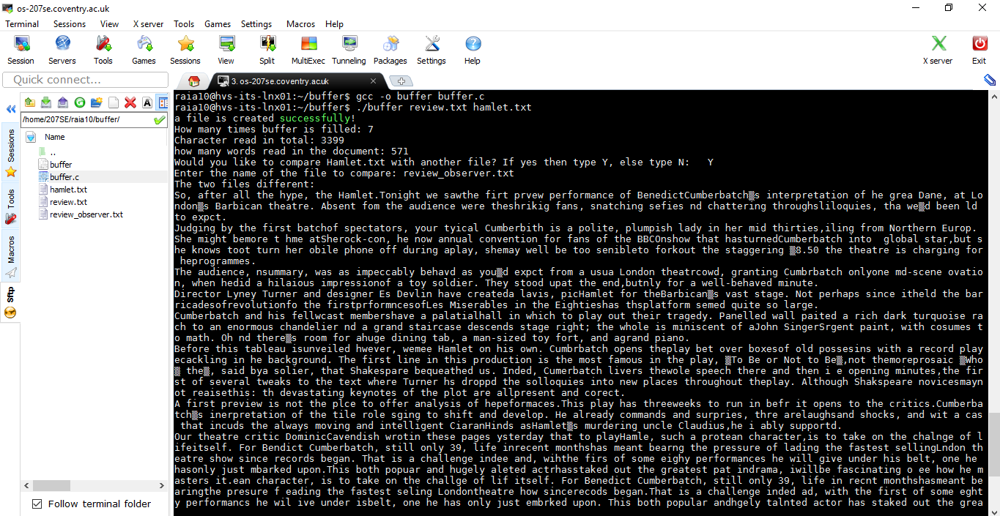 os-207se.coventry.ac.uk
Terminal Sessions View X server Tools Games Settings Macros Help
Session Servers Tools Games Sessions View Split MultiExec Tunneling Packages Settings Help X server Exit
Quick connect...
3. os-207se.coventry.ac.uk
/home/207SE/raia10/buffer/
Name
..
buffer
buffer.c
hamlet.txt
review.txt
review_observer.txt
Sessions
Tools
Macros
Sftp
Follow terminal folder
raia10@hvs-its-lnx01:~/buffer$ gcc -o buffer buffer.c
raia10@hvs-its-lnx01:~/buffer$ ./buffer review.txt hamlet.txt
a file is created successfully!
How many times buffer is filled: 7
Character read in total: 3399
how many words read in the document: 571
Would you like to compare Hamlet.txt with another file? If yes then type Y, else type N: Y
Enter the name of the file to compare: review_observer.txt
The two files different:
So, after all the hype, the Hamlet.Tonight we sawthe firt prvew performance of BenedictCumberbatch▒s interpretation of he grea Dane, at Lo
ndon▒s Barbican theatre. Absent fom the audience were theshrikig fans, snatching sefies nd chattering throughsliloquies, tha we▒d been ld
to expct.
Judging by the first batchof spectators, your tyical Cumberbith is a polite, plumpish lady in her mid thirties,iling from Northern Europ.
She might bemore t hme atSherock-con, he now annual convention for fans of the BBCOnshow that hasturnedCumberbatch into  global star,but s
he knows toot turn her obile phone off during aplay, shemay well be too senibleto forkout the staggering ▒8.50 the theatre is charging for
 heprogrammes.
The audience, nsummary, was as impeccably behavd as you▒d expct from a usua London theatrcowd, granting Cumbrbatch onlyone md-scene ovatio
n, when hedid a hilaious impressionof a toy soldier. They stood upat the end,butnly for a well-behaved minute.
Director Lyney Turner and designer Es Devlin have createda lavis, picHamlet for theBarbican▒s vast stage. Not perhaps since itheld the bar
ricadesofrevolutionfo the firstprformncesofLes Miserables in the Eightieshas thsplatform semed quite so large.
Cumberbatch and his fellwcast membershave a palatialhall in which to play out their tragedy. Panelled wall paited a rich dark turquoise ra
ch to an enormous chandelier nd a grand staircase descends stage right; the whole is miniscent of aJohn SingerSrgent paint, with cosumes t
o math. Oh nd there▒s room for ahuge dining tab, a man-sized toy fort, and agrand piano.
Before this tableau isunveiled hwever, wemee Hamlet on his own. Cumbrbatch opens theplay bet over boxesof old possesins with a record play
ecackling in he background. The first line in this production is the most famous in the play, ▒To Be or Not to Be▒,not themoreprosaic ▒Who
▒ the▒, said bya solier, that Shakespare bequeathed us. Inded, Cumerbatch livers thewole speech there and then i e opening minutes,the fir
st of several tweaks to the text where Turner hs droppd the solloquies into new places throughout theplay. Although Shakspeare novicesmayn
ot reaisethis: th devastating keynotes of the plot are allpresent and corect.
A first preview is not the plce to offer analysis of hepeformaces.This play has threeweeks to run in befr it opens to the critics.Cumberba
tch▒s inerpretation of the tile role sging to shift and develop. He already commands and surpries, thre arelaughsand shocks, and wit a cas
 that incuds the always moving and intelligent CiaranHinds asHamlet▒s murdering uncle Claudius,he i ably supportd.
Our theatre critic DominicCavendish wrotin these pages ysterday that to playHamle, such a protean character,is to take on the chalnge of l
ifeitself. For Bendict Cumberbatch, still only 39, life inrecent monthshas meant bearng the pressure of lading the fastest sellingLndon th
eatre show since records began. That is a challenge indee and, wihthe firs of some eighy performances he will give under his belt, one he
hasonly just mbarked upon.This both popuar and hugely aleted actrhasstaked out the greatest pat indrama, iwillbe fascinating o ee how he m
asters it.ean character, is to take on the challge of lif itself. For Benedict Cumberbatch, still only 39, life in recnt monthshasmeant be
aringthe presure f eading the fastest seling Londontheatre how sincerecods began.That is a challenge inded ad, with the first of some eght
y performancs he wil ive under isbelt, one he has only just embrked upon. This both popular andhgely talnted actor has staked out the grea